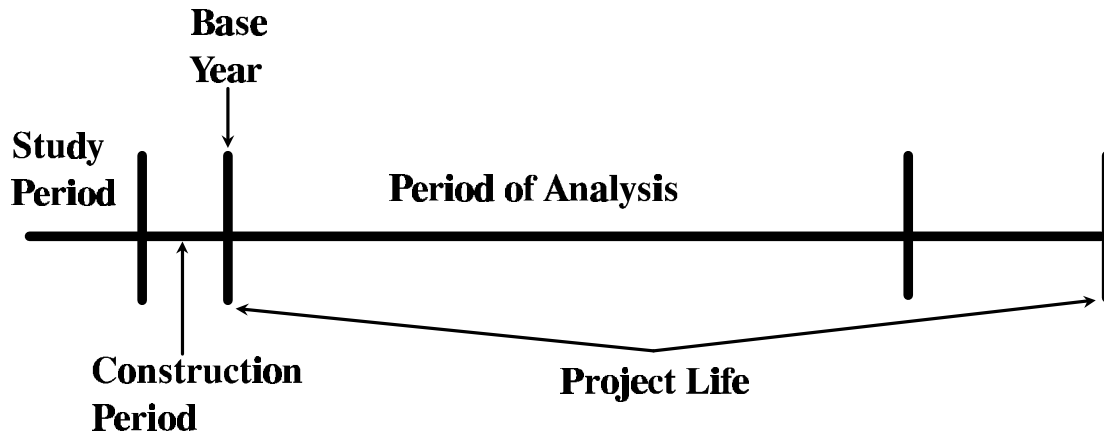 Base
Year
Study
Period
Period of Analysis
Construction
Period
Project Life